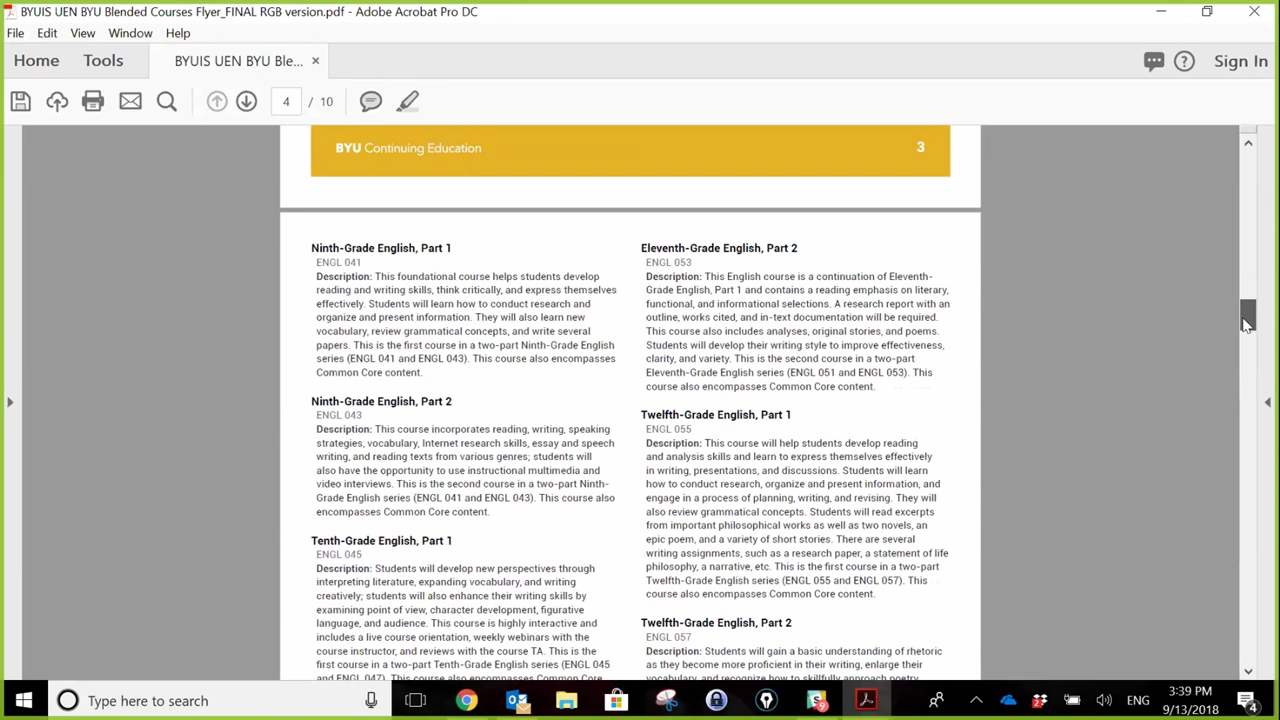 BYUIS UEN BYU Blended Courses Flyer_FINAL RGB version.pdf - Adobe Acrobat Pro DC
File Edit View Window Help
Home Tools BYUIS UEN BYU Ble... × Sign In
4 / 10
BYU Continuing Education 3
Ninth-Grade English, Part 1
ENGL 041
Description: This foundational course helps students develop
reading and writing skills, think critically, and express themselves
effectively. Students will learn how to conduct research and
organize and present information. They will also learn new
vocabulary, review grammatical concepts, and write several
papers. This is the first course in a two-part Ninth-Grade English
series (ENGL 041 and ENGL 043). This course also encompasses
Common Core content.
Ninth-Grade English, Part 2
ENGL 043
Description: This course incorporates reading, writing, speaking
strategies, vocabulary, Internet research skills, essay and speech
writing, and reading texts from various genres; students will
also have the opportunity to use instructional multimedia and
video interviews. This is the second course in a two-part Ninth-
Grade English series (ENGL 041 and ENGL 043). This course also
encompasses Common Core content.
Tenth-Grade English, Part 1
ENGL 045
Description: Students will develop new perspectives through
interpreting literature, expanding vocabulary, and writing
creatively; students will also enhance their writing skills by
examining point of view, character development, figurative
language, and audience. This course is highly interactive and
includes a live course orientation, weekly webinars with the
course instructor, and reviews with the course TA. This is the
first course in a two-part Tenth-Grade English series (ENGL 045
and ENGL 047). This course also encompasses Common Core
Eleventh-Grade English, Part 2
ENGL 053
Description: This English course is a continuation of Eleventh-
Grade English, Part 1 and contains a reading emphasis on literary,
functional, and informational selections. A research report with an
outline, works cited, and in-text documentation will be required.
This course also includes analyses, original stories, and poems.
Students will develop their writing style to improve effectiveness,
clarity, and variety. This is the second course in a two-part
Eleventh-Grade English series (ENGL 051 and ENGL 053). This
course also encompasses Common Core content.
Twelfth-Grade English, Part 1
ENGL 055
Description: This course will help students develop reading
and analysis skills and learn to express themselves effectively
in writing, presentations, and discussions. Students will learn
how to conduct research, organize and present information, and
engage in a process of planning, writing, and revising. They will
also review grammatical concepts. Students will read excerpts
from important philosophical works as well as two novels, an
epic poem, and a variety of short stories. There are several
writing assignments, such as a research paper, a statement of life
philosophy, a narrative, etc. This is the first course in a two-part
Twelfth-Grade English series (ENGL 055 and ENGL 057). This
course also encompasses Common Core content.
Twelfth-Grade English, Part 2
ENGL 057
Description: Students will gain a basic understanding of rhetoric
as they become more proficient in their writing, enlarge their
vocabulary, and recognize how to skillfully approach poetry
Type here to search
ENG
3:39 PM
9/13/2018
4